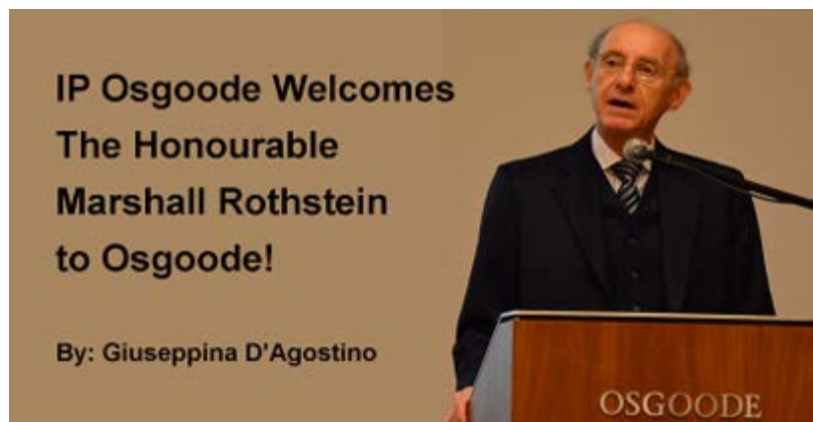 IP Osgoode Welcomes
The Honourable
Marshall Rothstein
to Osgoode!
By: Giuseppina D'Agostino
OSGOODE